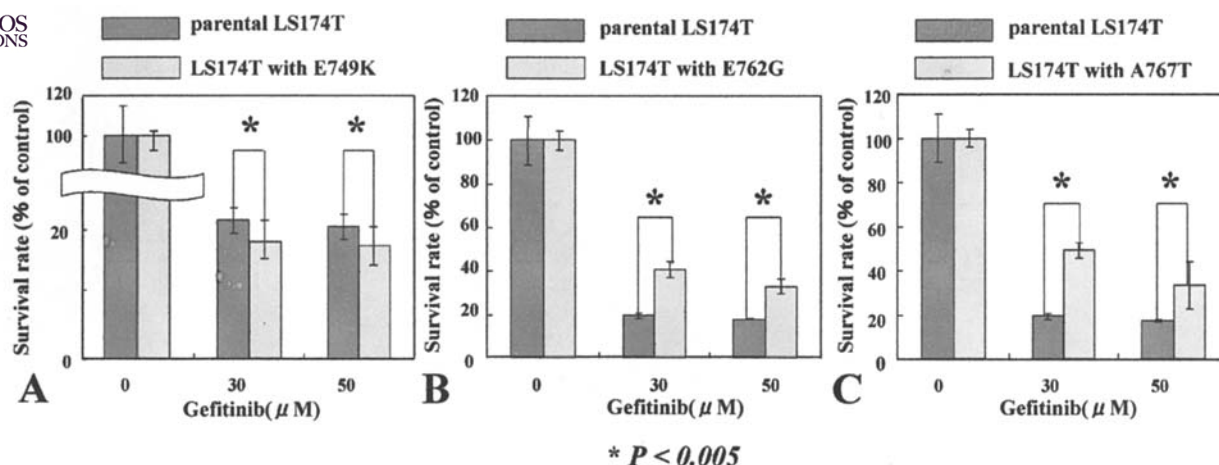 OS
ONS
parental LS174T
LS174T with E749K
Survival rate (% of control)
120
100
20
0
* *
0 30 50
Gefitinib(μM)
A
parental LS174T
LS174T with E762G
Survival rate (% of control)
120
100
80
60
40
20
0
* *
0 30 50
Gefitinib(μM)
B
parental LS174T
LS174T with A767T
Survival rate (% of control)
120
100
80
60
40
20
0
* *
0 30 50
Gefitinib(μM)
C
* P < 0.005